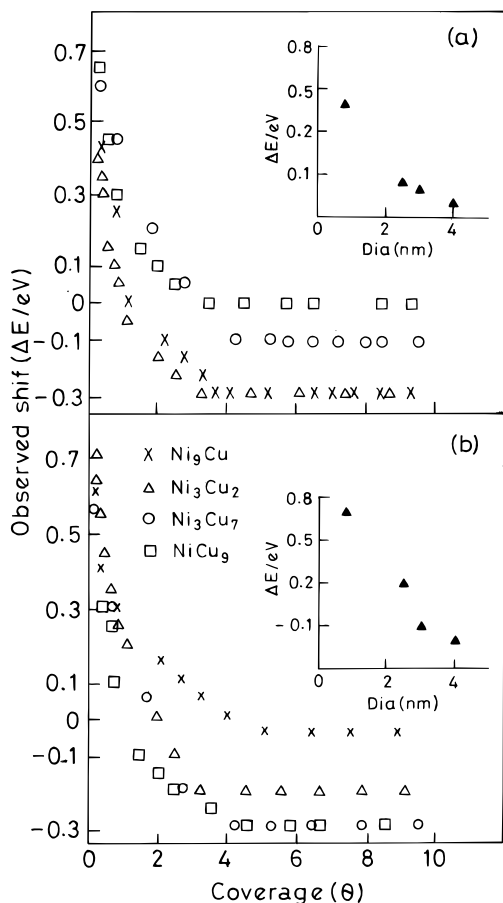 Observed shif (ΔE/eV)
0.7
0.5
0.3
0.1
0
-0.1
-0.3
(a)
ΔE/eV
0.8
0.5
0.2
0.1
0 2 4
Dia(nm)
0.7
0.5
0.3
0.1
0
-0.1
-0.3
(b)
× Ni₉Cu
△ Ni₃Cu₂
○ Ni₃Cu₇
□ NiCu₉
ΔE/eV
0.8
0.2
-0.1
0 2 4
Dia(nm)
0 2 4 6 8 10
Coverage (θ)